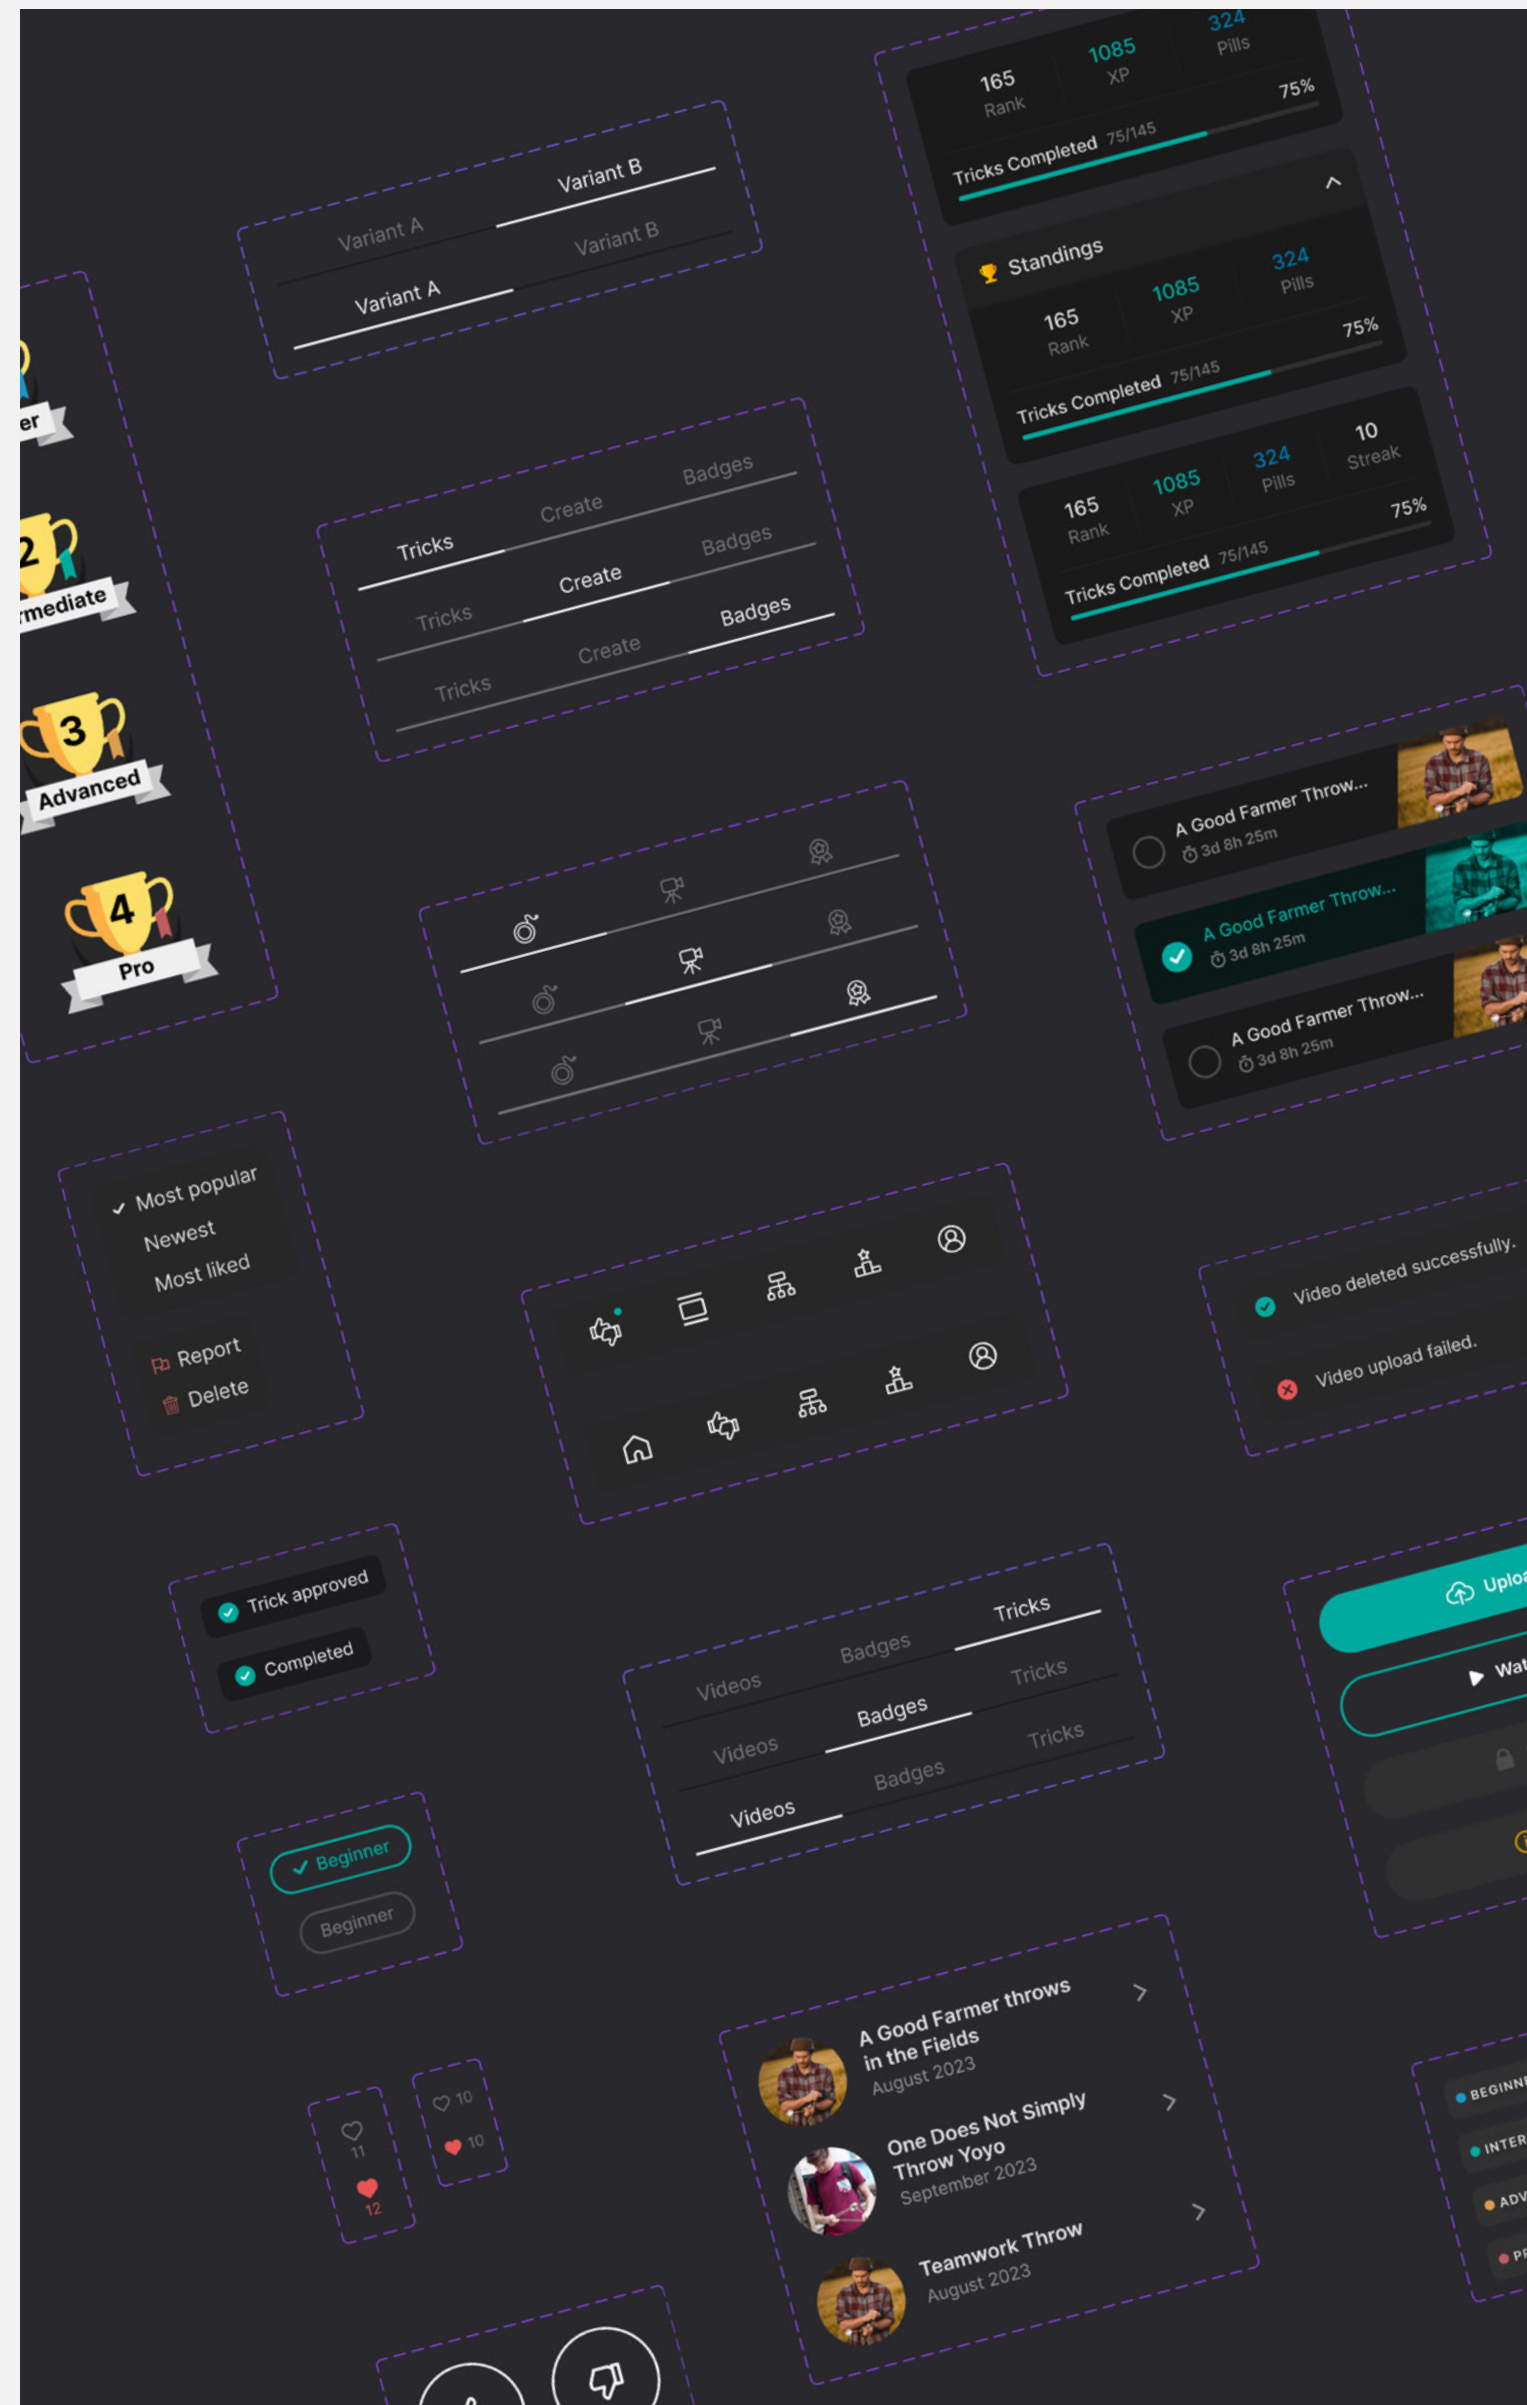 324
1085
165
Pills
XP
Rank
75%
Tricks Completed 75/145
Standings
324
1085
165
Pills
XP
Rank
75%
Tricks Completed 75/145
10
324
1085
165
Streak
Pills
XP
Rank
75%
Tricks Completed 75/145
Variant A
Variant B
Variant A
Variant B
Tricks
Create
Badges
Tricks
Create
Badges
Tricks
Create
Badges
2
3
Advanced
4
Pro
A Good Farmer Throw...
3d 8h 25m
A Good Farmer Throw...
3d 8h 25m
A Good Farmer Throw...
3d 8h 25m
Most popular
Newest
Most liked
Report
Delete
Video deleted successfully.
Video upload failed.
Trick approved
Completed
Videos
Badges
Tricks
Videos
Badges
Tricks
Videos
Badges
Tricks
Beginner
Beginner
11
12
10
10
A Good Farmer throws
in the Fields
August 2023
One Does Not Simply
Throw Yoyo
September 2023
Teamwork Throw
August 2023